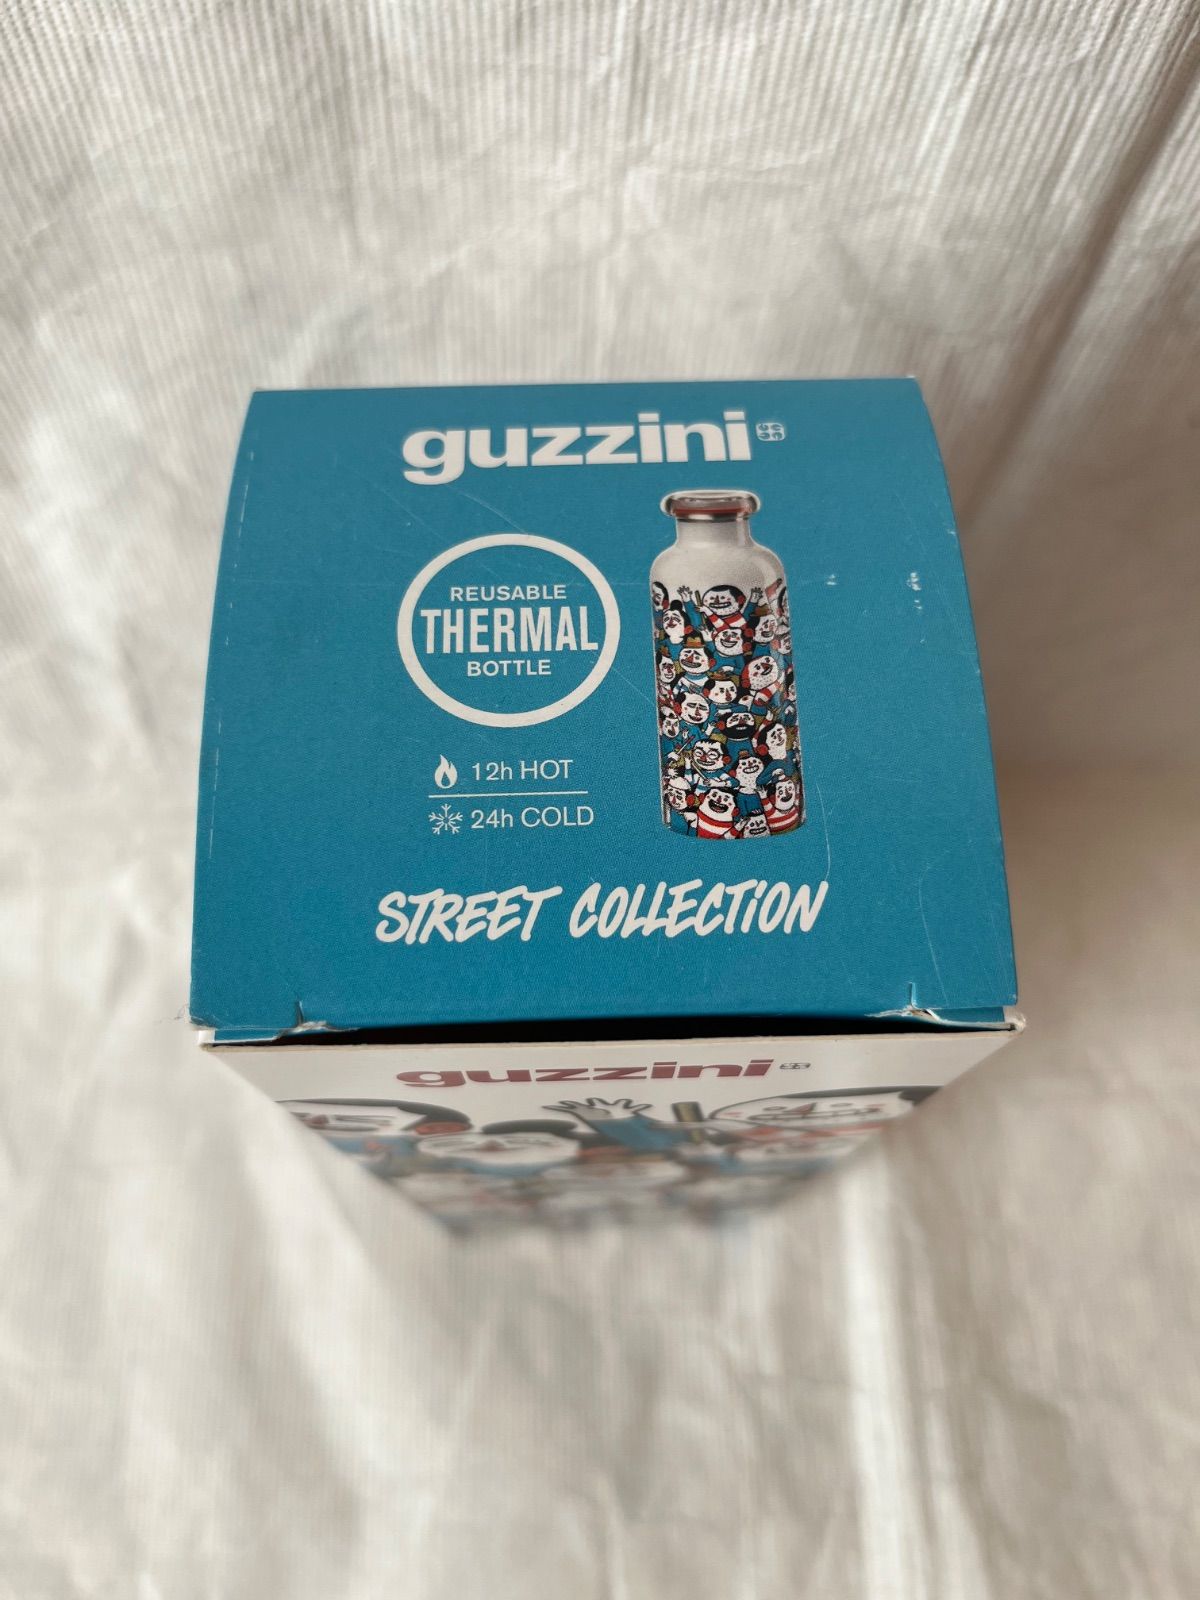 guzzini
REUSABLE
THERMAL
BOTTLE
12h HOT
24h COLD
STREET COLLECTION
guzzini